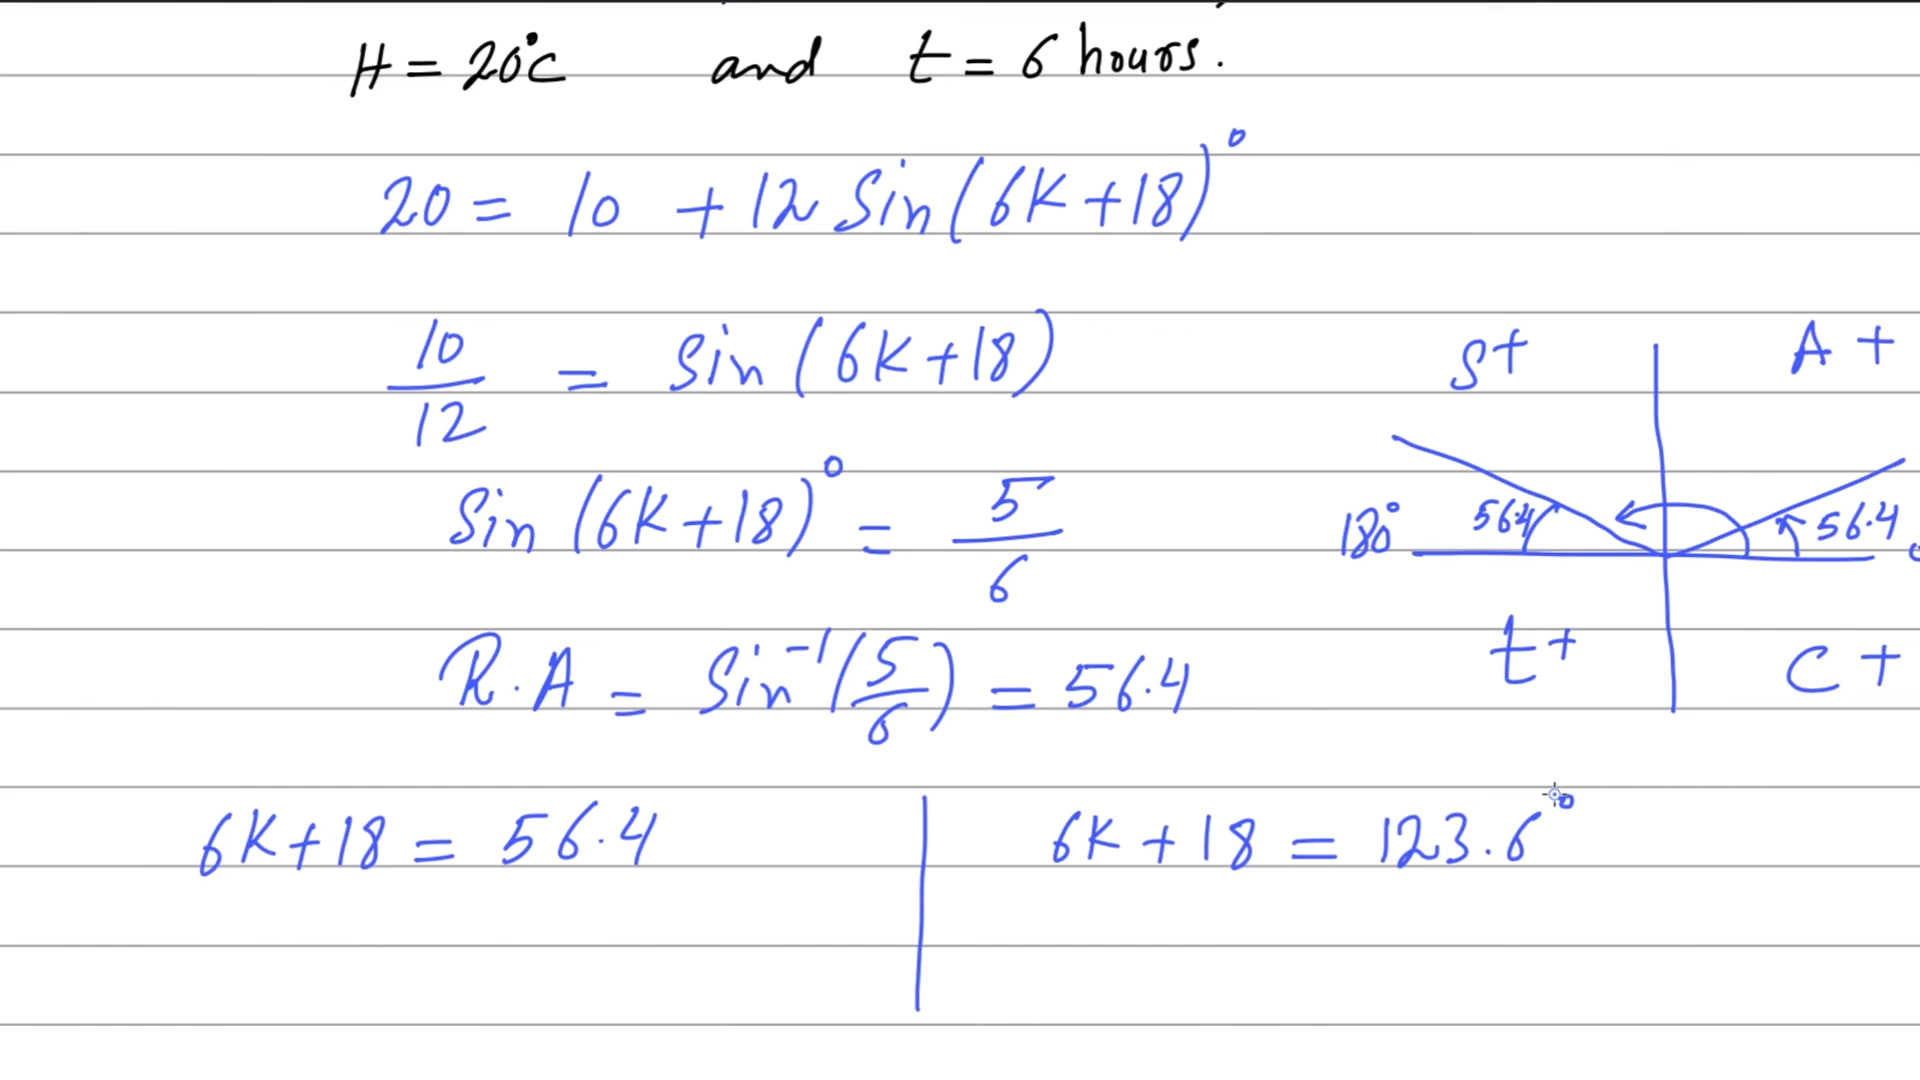 H = 20°C and t = 6 hours.
20 = 10 + 12 Sin(6K+18)°
10/12 = Sin(6K+18)
S+ A+
Sin(6K+18)° = 5/6
180° 56.4 56.4
R.A = Sin⁻¹(5/6) = 56.4
t+ C+
6K+18 = 56.4 6K+18 = 123.6°